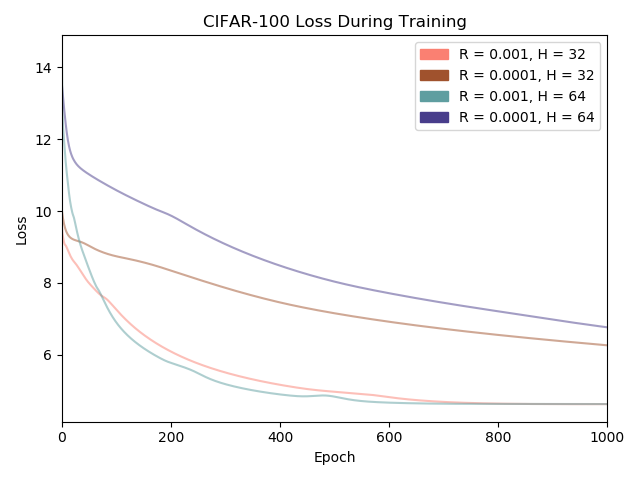 CIFAR-100 Loss During Training
R = 0.001, H = 32
R = 0.0001, H = 32
R = 0.001, H = 64
R = 0.0001, H = 64
Loss
14
12
10
8
6
0 200 400 600 800 1000
Epoch